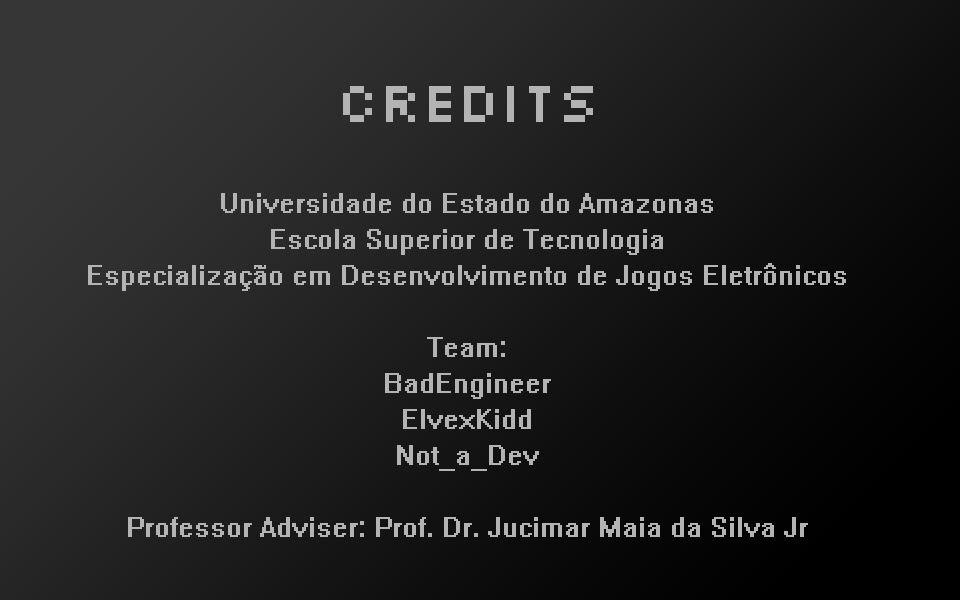 CREDITS
Universidade do Estado do Amazonas
Escola Superior de Tecnologia
Especialização em Desenvolvimento de Jogos Eletrônicos
Team:
BadEngineer
ElvexKidd
Not_a_Dev
Professor Adviser: Prof. Dr. Jucimar Maia da Silva Jr